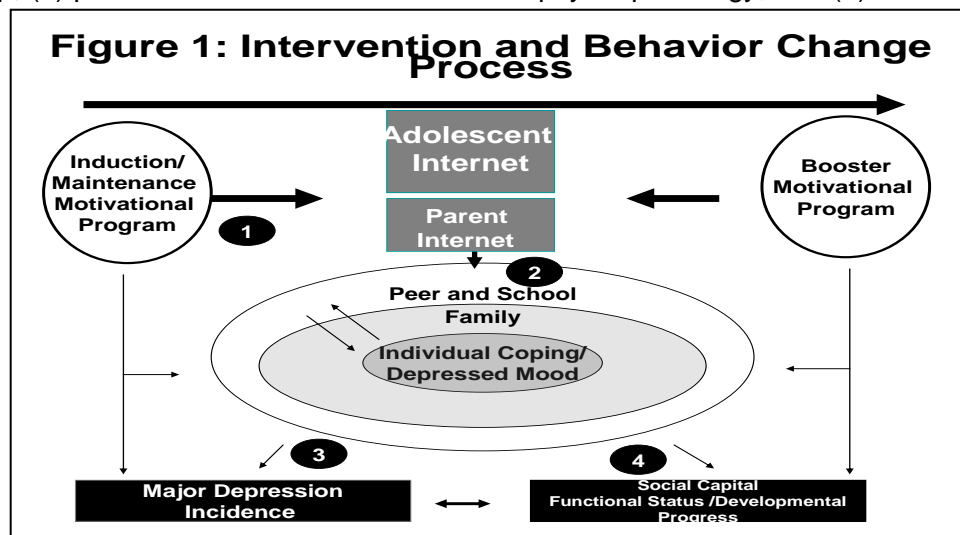 Figure 1: Intervention and Behavior Change
Process
Adolescent
Internet
Induction/
Maintenance
Motivational
Program
Booster
Motivational
Program
1
Parent
Internet
2
Peer and School
Family
Individual Coping/
Depressed Mood
3
4
Major Depression
Incidence
Social Capital
Functional Status /Developmental
Progress